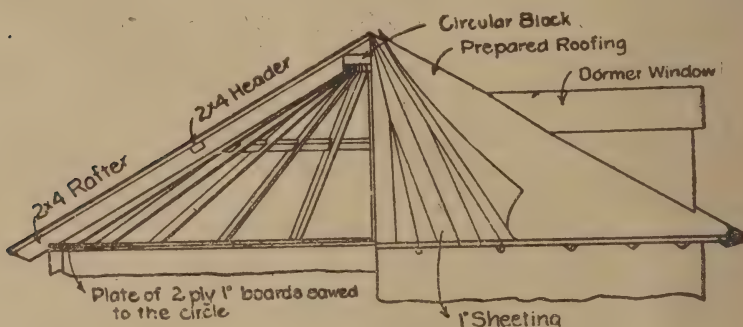 Circular Block
Prepared Roofing
Dormer Window
2x4 Header
2x4 Rafter
Plate of 2 ply 1" boards sawed
to the circle
1" Sheeting